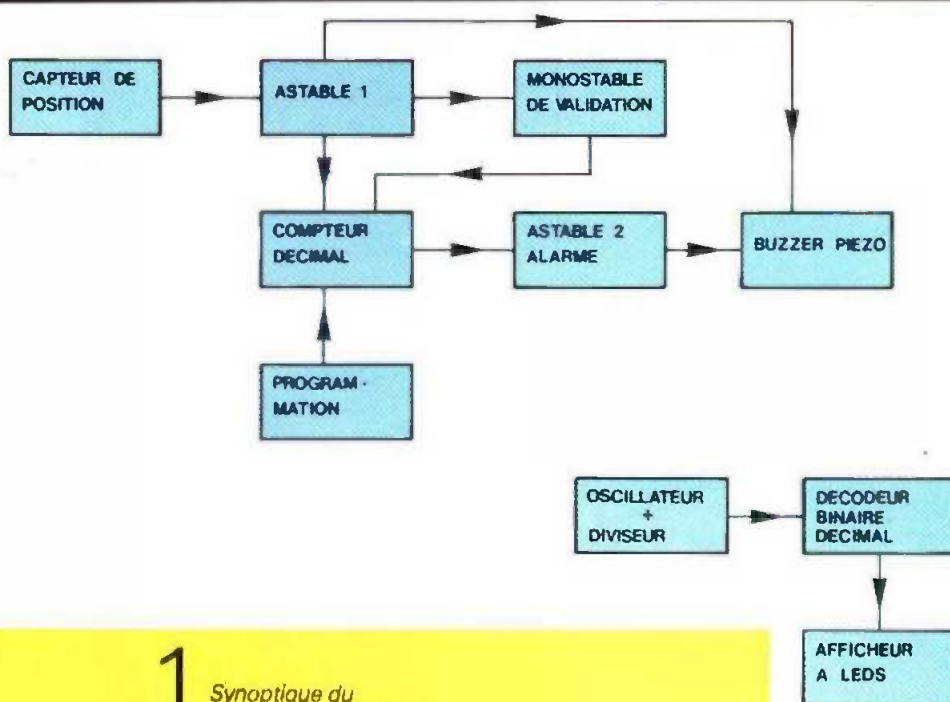 CAPTEUR DE
POSITION
ASTABLE 1
MONOSTABLE
DE VALIDATION
COMPTEUR
DECIMAL
ASTABLE 2
ALARME
BUZZER PIEZO
PROGRAM -
MATION
OSCILLATEUR
+
DIVISEUR
DECODEUR
BINAIRE
DECIMAL
AFFICHEUR
A LEDS
1
Synoptique du